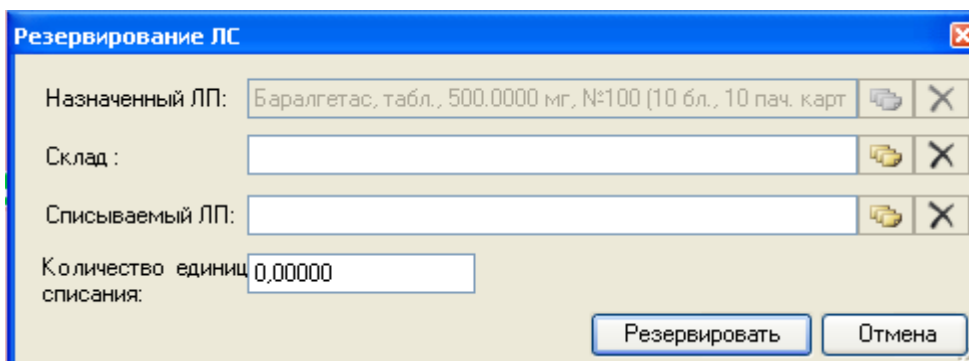 Резервирование ЛС
Назначенный ЛП: Баралгетас, табл., 500.0000 мг, №100 (10 бл., 10 пач. карт
Склад :
Списываемый ЛП:
Количество единиц 0,00000
списания:
Резервировать Отмена